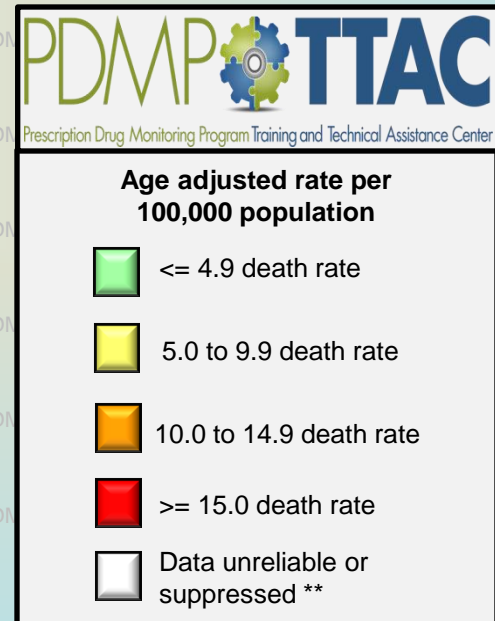 PDMP TTAC
Prescription Drug Monitoring Program Training and Technical Assistance Center
Age adjusted rate per
100,000 population
<= 4.9 death rate
5.0 to 9.9 death rate
10.0 to 14.9 death rate
>= 15.0 death rate
Data unreliable or
suppressed **